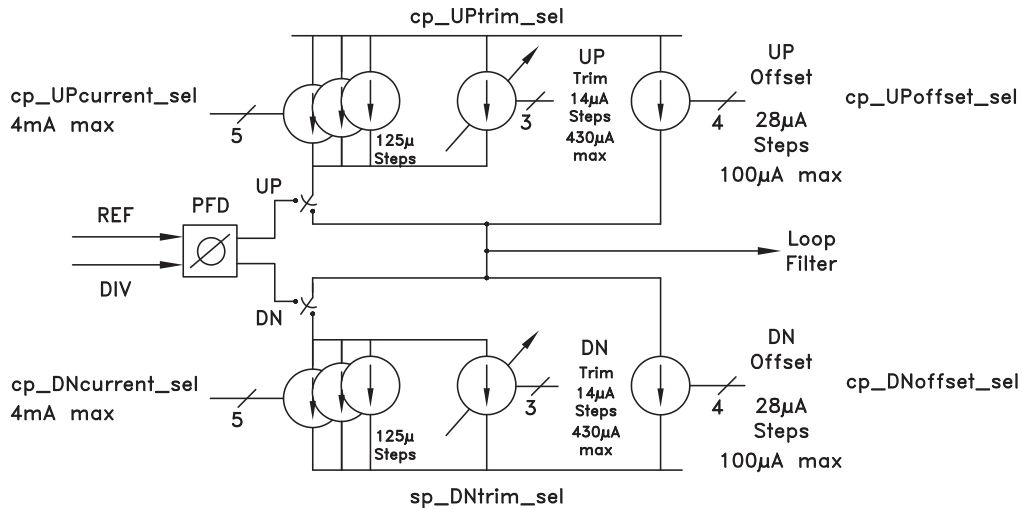 cp_UPtrim_sel
cp_UPcurrent_sel
4mA max
5
125μ
Steps
UP
Trim
14μA
Steps
430μA
max
3
UP
Offset
4
28μA
Steps
100μA max
cp_UPoffset_sel
UP
REF
PFD
DIV
DN
Loop
Filter
cp_DNcurrent_sel
4mA max
5
125μ
Steps
DN
Trim
14μA
Steps
430μA
max
3
DN
Offset
4
28μA
Steps
100μA max
cp_DNoffset_sel
sp_DNtrim_sel